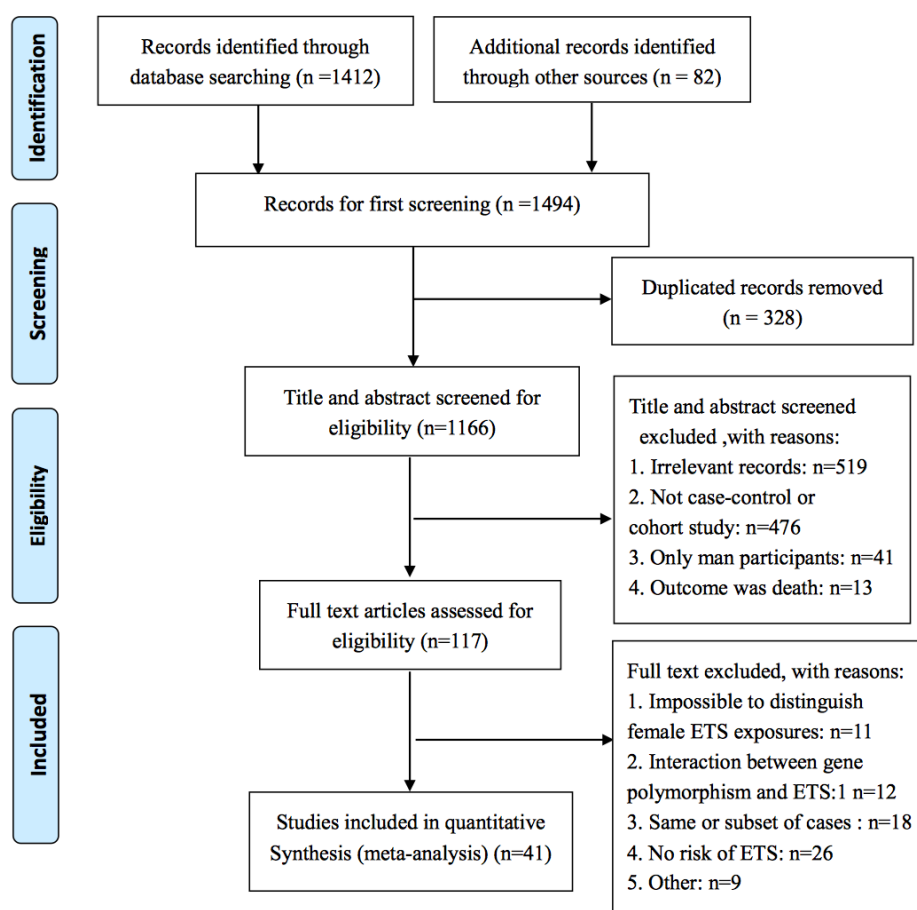 Identification
Records identified through
database searching (n =1412)
Additional records identified
through other sources (n = 82)
Records for first screening (n =1494)
Screening
Duplicated records removed
(n = 328)
Title and abstract screened for
eligibility (n=1166)
Eligibility
Title and abstract screened
excluded ,with reasons:
1. Irrelevant records: n=519
2. Not case-control or
cohort study: n=476
3. Only man participants: n=41
4. Outcome was death: n=13
Full text articles assessed for
eligibility (n=117)
Included
Full text excluded, with reasons:
1. Impossible to distinguish
female ETS exposures: n=11
2. Interaction between gene
polymorphism and ETS:1 n=12
3. Same or subset of cases : n=18
4. No risk of ETS: n=26
5. Other: n=9
Studies included in quantitative
Synthesis (meta-analysis) (n=41)